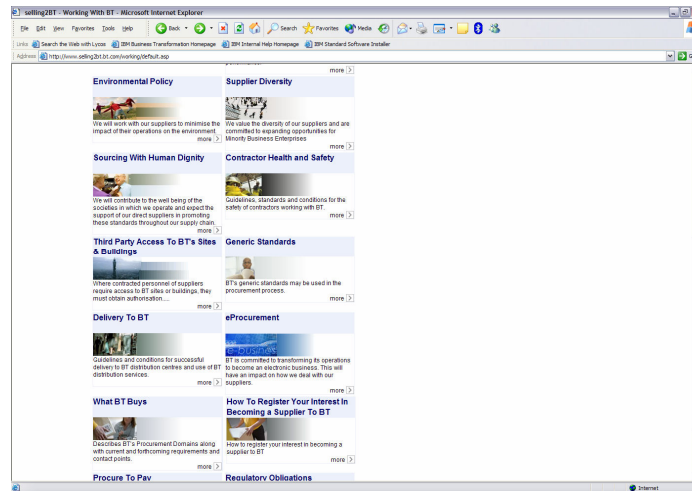 selling2BT - Working With BT - Microsoft Internet Explorer
File Edit View Favorites Tools Help
Back
Search Favorites Media
Links Search the Web with Lycos IBM Business Transformation Homepage IBM Internal Help Homepage IBM Standard Software Installer
Address http://www.selling2bt.bt.com/working/default.asp
more >
Environmental Policy
We will work with our suppliers to minimise the
impact of their operations on the environment
more >
Supplier Diversity
We value the diversity of our suppliers and are
committed to expanding opportunities for
Minority Business Enterprises
more >
Sourcing With Human Dignity
We will contribute to the well being of the
societies in which we operate and expect the
support of our direct suppliers in promoting
these standards throughout our supply chain.
more >
Contractor Health and Safety
Guidelines, standards and conditions for the
safety of contractors working with BT.
more >
Third Party Access To BT's Sites
& Buildings
Where contracted personnel of suppliers
require access to BT sites or buildings, they
must obtain authorisation....
more >
Generic Standards
BT's generic standards may be used in the
procurement process.
more >
Delivery To BT
Guidelines and conditions for successful
delivery to BT distribution centres and use of BT
distribution services.
more >
eProcurement
e-business
BT is committed to transforming its operations
to become an electronic business. This will
have an impact on how we deal with our
suppliers.
more >
What BT Buys
Describes BT's Procurement Domains along
with current and forthcoming requirements and
contact points.
more >
How To Register Your Interest In
Becoming a Supplier To BT
How to register your interest in becoming a
supplier to BT
more >
Procure To Pay
Regulatory Obligations
Internet